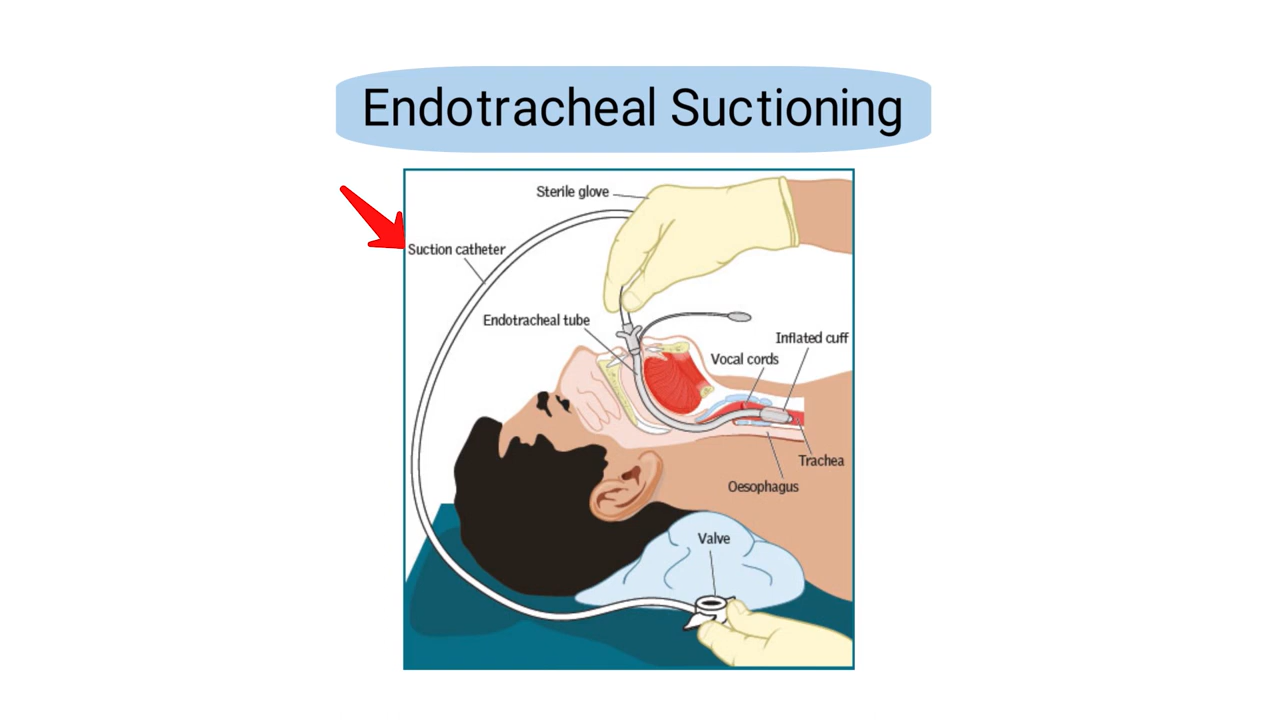 Endotracheal Suctioning
Sterile glove
Suction catheter
Endotracheal tube
Inflated cuff
Vocal cords
Trachea
Oesophagus
Valve